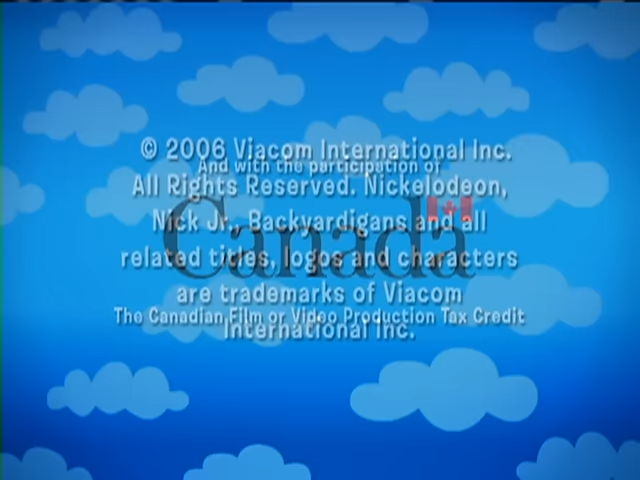 © 2006 Viacom International Inc.
And with the participation of
All Rights Reserved. Nickelodeon,
Nick Jr., Backyardigans and all
Canada
related titles, logos and characters
are trademarks of Viacom
The Canadian Film or Video Production Tax Credit
International Inc.